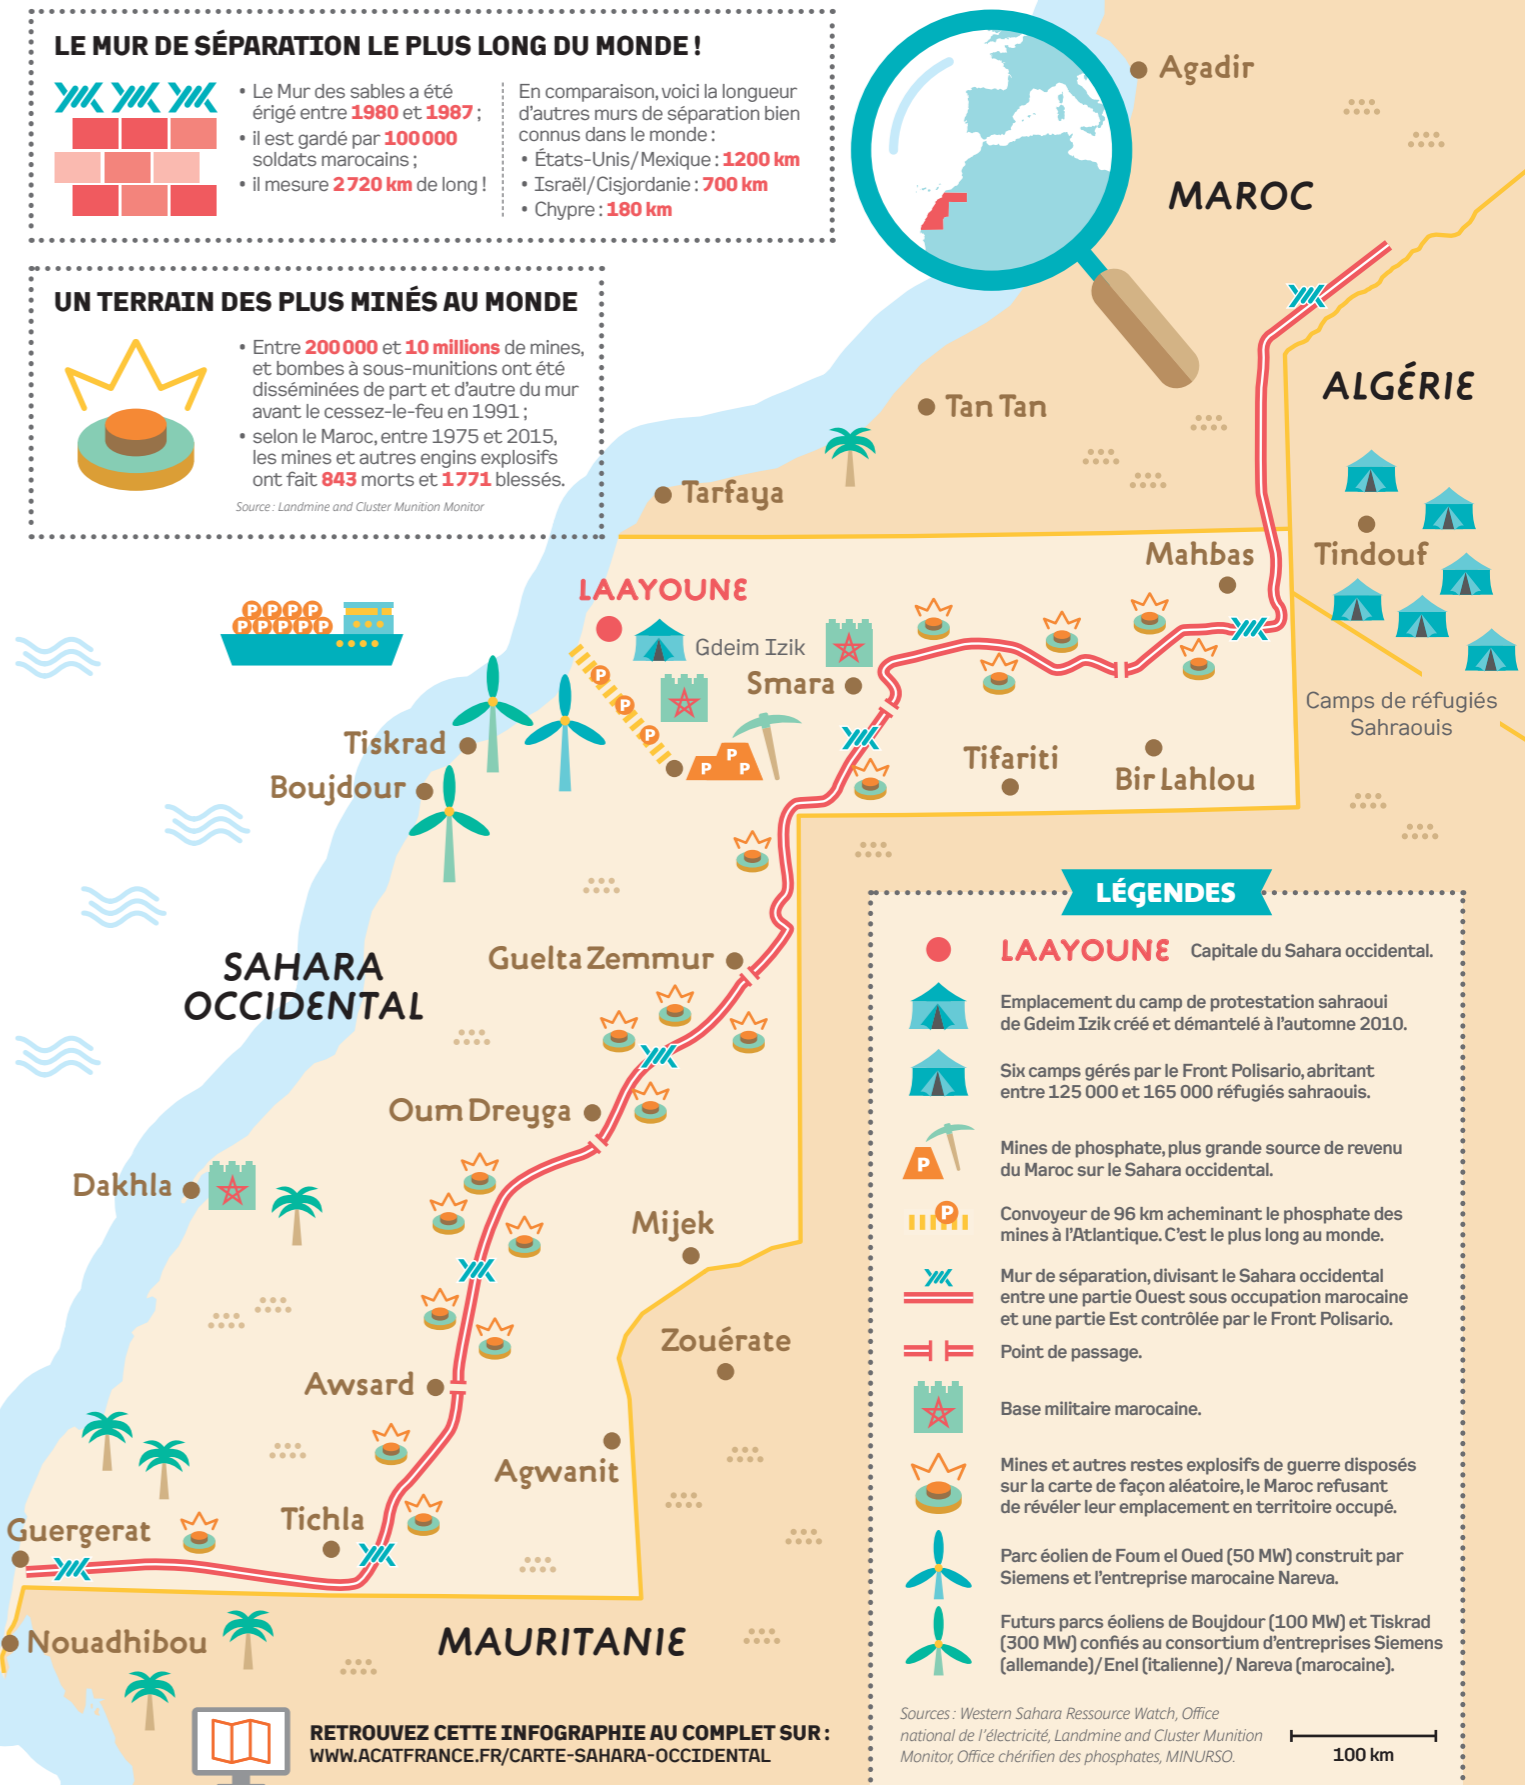 LE MUR DE SÉPARATION LE PLUS LONG DU MONDE !
• Le Mur des sables a été
érigé entre 1980 et 1987 ;
• il est gardé par 100 000
soldats marocains ;
• il mesure 2 720 km de long !
En comparaison, voici la longueur
d'autres murs de séparation bien
connus dans le monde :
• États-Unis/Mexique : 1200 km
• Israël/Cisjordanie : 700 km
• Chypre : 180 km
UN TERRAIN DES PLUS MINÉS AU MONDE
• Entre 200 000 et 10 millions de mines,
et bombes à sous-munitions ont été
disséminées de part et d'autre du mur
avant le cessez-le-feu en 1991 ;
• selon le Maroc, entre 1975 et 2015,
les mines et autres engins explosifs
ont fait 843 morts et 1 771 blessés.
Source : Landmine and Cluster Munition Monitor
Agadir
MAROC
ALGÉRIE
Tan Tan
Tarfaya
Mahbas
Tindouf
LAAYOUNE
Gdeim Izik
Smara
P P P P
P P P P P
P
P
P
P
P P
Camps de réfugiés
Sahraouis
Tiskrad
Boujdour
Tifariti
Bir Lahlou
SAHARA
OCCIDENTAL
Guelta Zemmur
Oum Dreyga
Dakhla
Mijek
Zouérate
Awsard
Agwanit
Tichla
Guergerat
Nouadhibou
MAURITANIE
LÉGENDES
LAAYOUNE Capitale du Sahara occidental.
Emplacement du camp de protestation sahraoui
de Gdeim Izik créé et démantelé à l'automne 2010.
Six camps gérés par le Front Polisario, abritant
entre 125 000 et 165 000 réfugiés sahraouis.
P
Mines de phosphate, plus grande source de revenu
du Maroc sur le Sahara occidental.
P
Convoyeur de 96 km acheminant le phosphate des
mines à l'Atlantique. C'est le plus long au monde.
Mur de séparation, divisant le Sahara occidental
entre une partie Ouest sous occupation marocaine
et une partie Est contrôlée par le Front Polisario.
Point de passage.
Base militaire marocaine.
Mines et autres restes explosifs de guerre disposés
sur la carte de façon aléatoire, le Maroc refusant
de révéler leur emplacement en territoire occupé.
Parc éolien de Foum el Oued (50 MW) construit par
Siemens et l'entreprise marocaine Nareva.
Futurs parcs éoliens de Boujdour (100 MW) et Tiskrad
(300 MW) confiés au consortium d'entreprises Siemens
(allemande)/ Enel (italienne)/ Nareva (marocaine).
Sources : Western Sahara Ressource Watch, Office
national de l'électricité, Landmine and Cluster Munition
Monitor, Office chérifien des phosphates, MINURSO.
100 km
RETROUVEZ CETTE INFOGRAPHIE AU COMPLET SUR :
WWW.ACATFRANCE.FR/CARTE-SAHARA-OCCIDENTAL